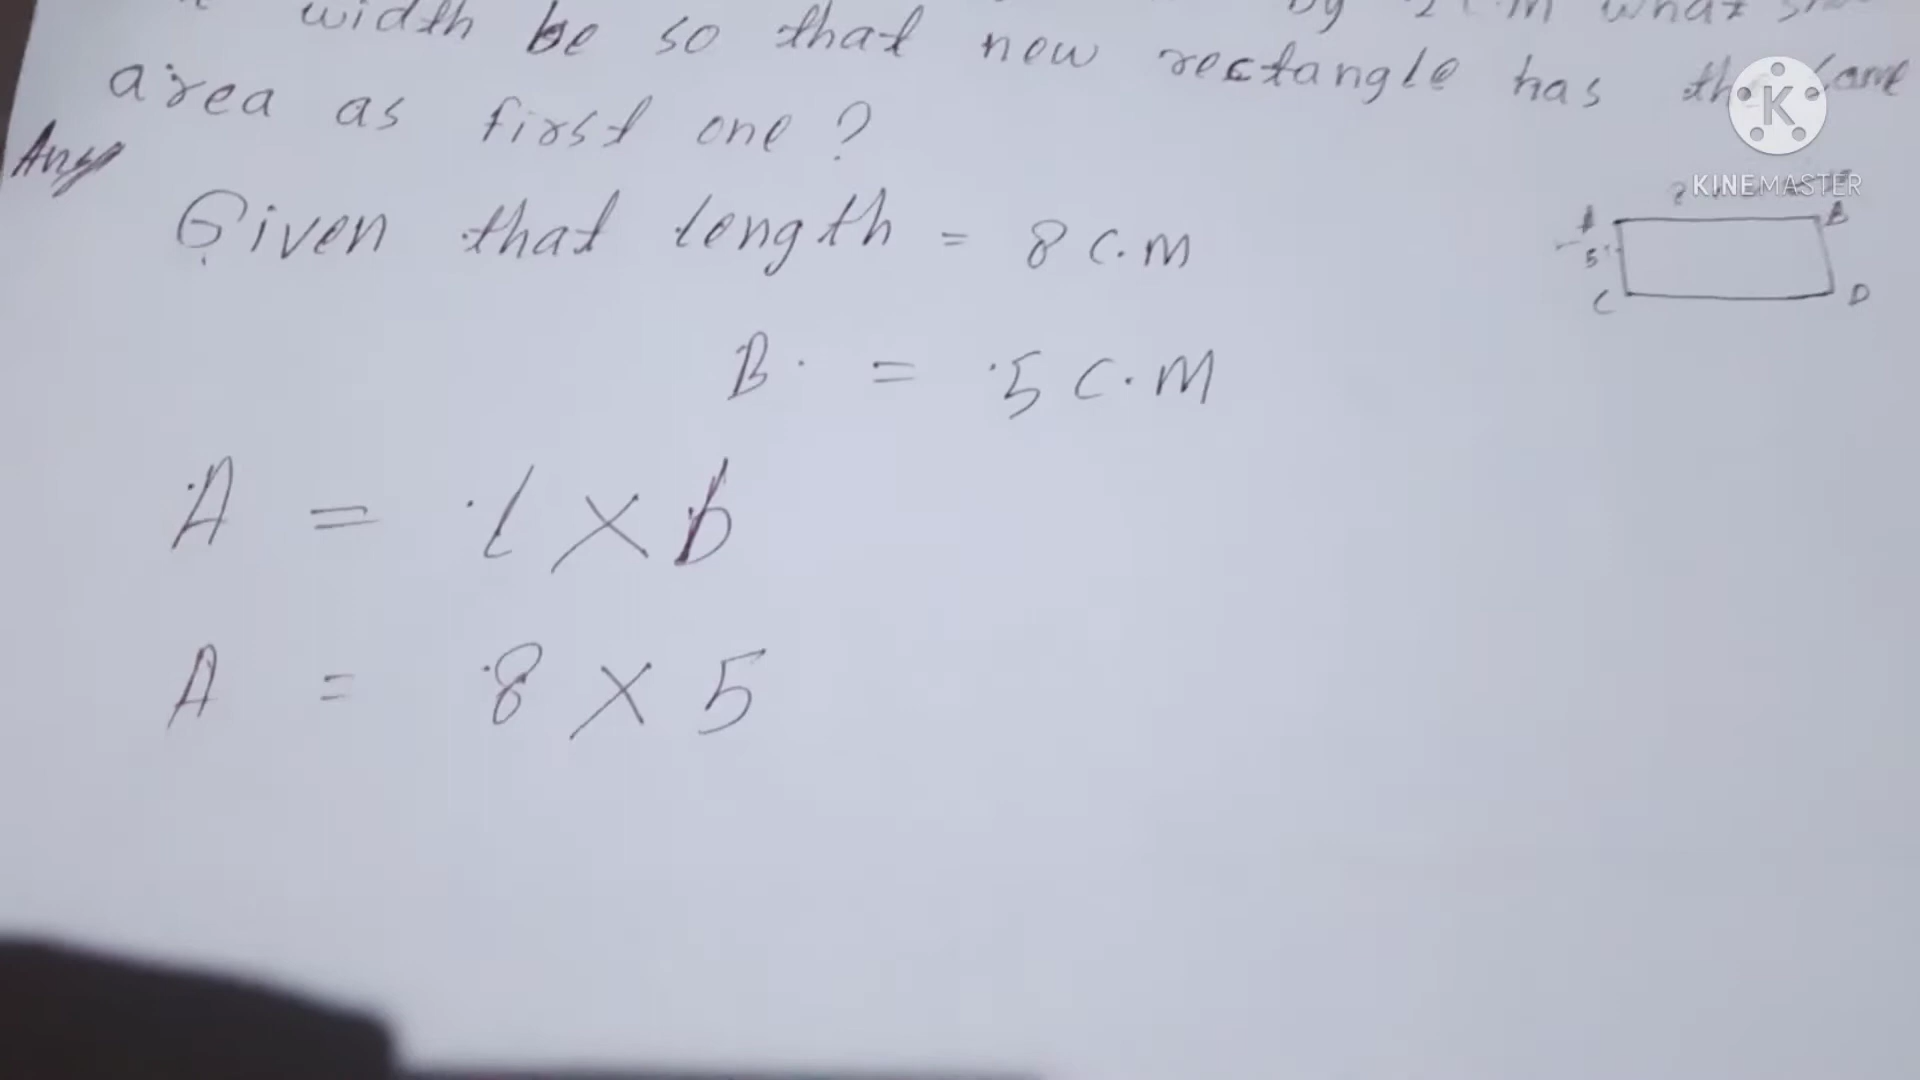 width be so that new rectangle has the same
area as first one?
Ans
Given that length = 8 C.M
B. = 5 C.M
A = l × b
A = 8 × 5
KINEMASTER
A B
5
C D